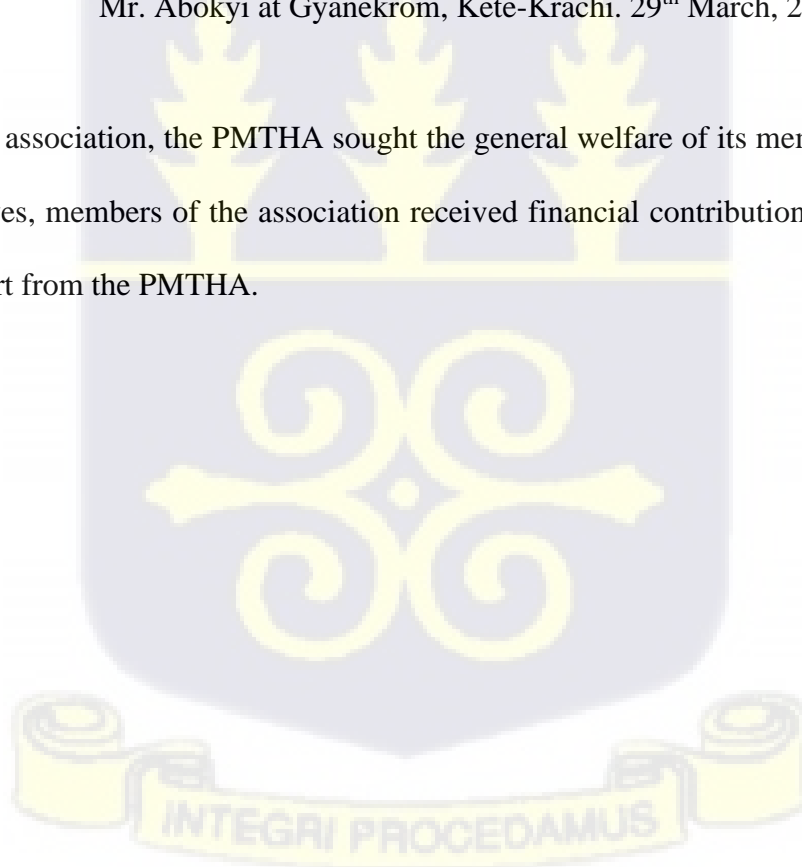 Mr. Abokyi at Gyanekrom, Kete-Krachi. 29th March, 2
association, the PMTHA sought the general welfare of its
es, members of the association received financial contribution
rt from the PMTHA.
INTEGRI PROCEDAMUS